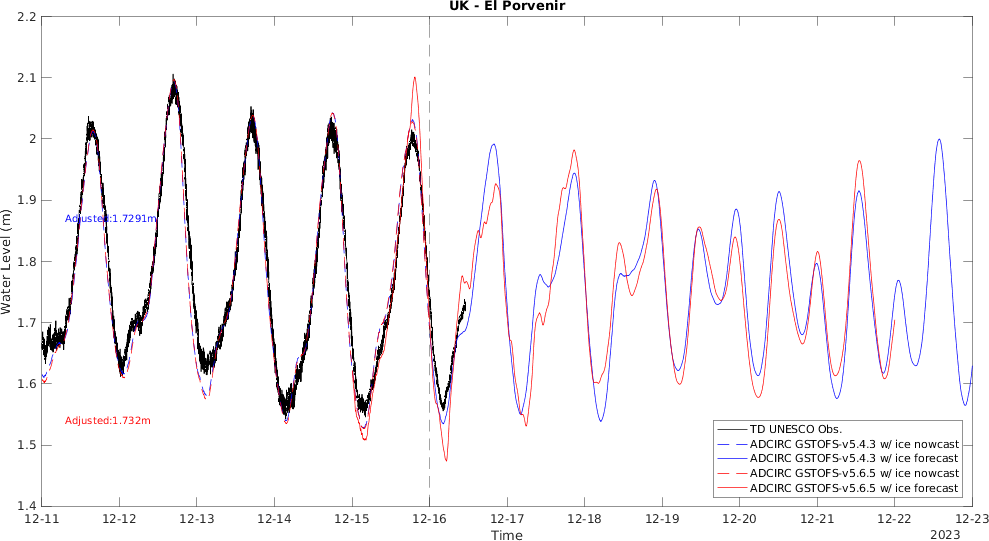 UK - El Porvenir
2.2
2.1
2
1.9
1.8
1.7
1.6
1.5
1.4
Water Level (m)
Adjusted:1.7291m
Adjusted:1.732m
TD UNESCO Obs.
ADCIRC GSTOFS-v5.4.3 w/ ice nowcast
ADCIRC GSTOFS-v5.4.3 w/ ice forecast
ADCIRC GSTOFS-v5.6.5 w/ ice nowcast
ADCIRC GSTOFS-v5.6.5 w/ ice forecast
12-11 12-12 12-13 12-14 12-15 12-16 12-17 12-18 12-19 12-20 12-21 12-22 12-23
Time
2023